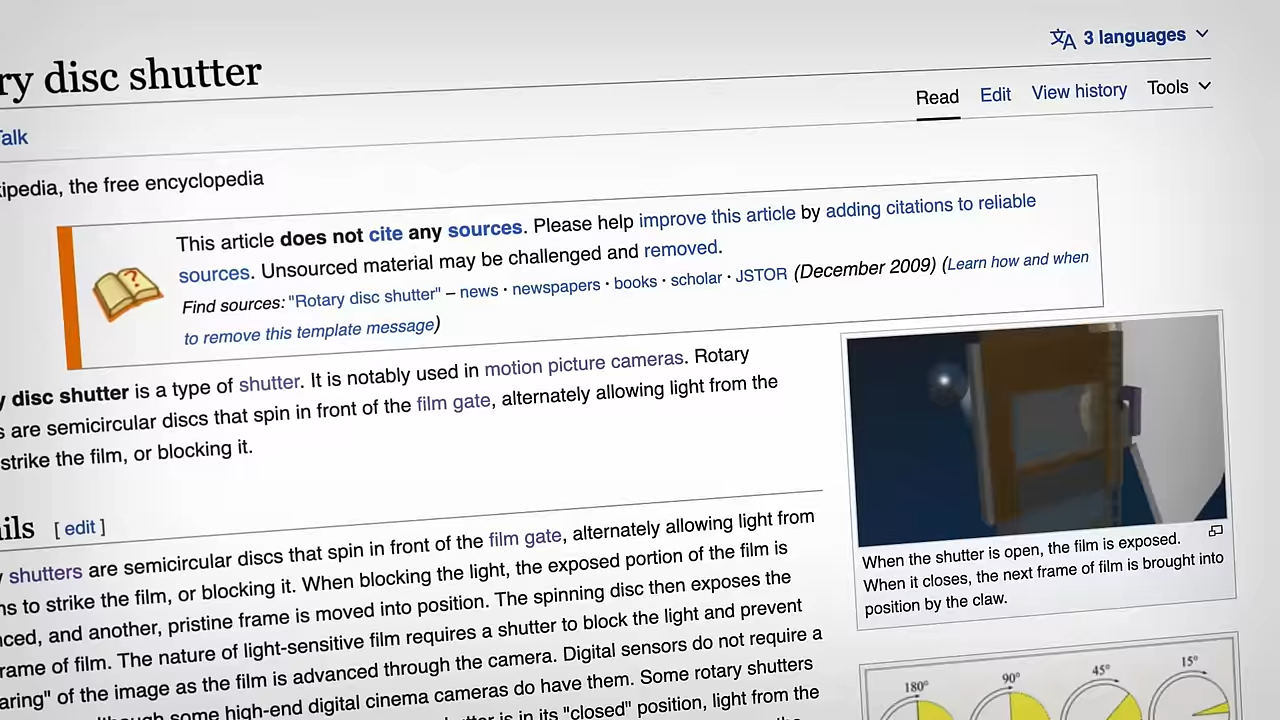 3 languages
ry disc shutter
Read Edit View history Tools
Talk
kipedia, the free encyclopedia
This article does not cite any sources. Please help improve this article by adding citations to reliable
sources. Unsourced material may be challenged and removed.
Find sources: "Rotary disc shutter" – news · newspapers · books · scholar · JSTOR (December 2009) (Learn how and when
to remove this template message)
y disc shutter is a type of shutter. It is notably used in motion picture cameras. Rotary
s are semicircular discs that spin in front of the film gate, alternately allowing light from the
strike the film, or blocking it.
When the shutter is open, the film is exposed.
When it closes, the next frame of film is brought into
position by the claw.
ils [ edit ]
y shutters are semicircular discs that spin in front of the film gate, alternately allowing light from
ns to strike the film, or blocking it. When blocking the light, the exposed portion of the film is
nced, and another, pristine frame is moved into position. The spinning disc then exposes the
rame of film. The nature of light-sensitive film requires a shutter to block the light and prevent
aring" of the image as the film is advanced through the camera. Digital sensors do not require a
although some high-end digital cinema cameras do have them. Some rotary shutters
is in its "closed" position, light from the
180° 90° 45° 15°